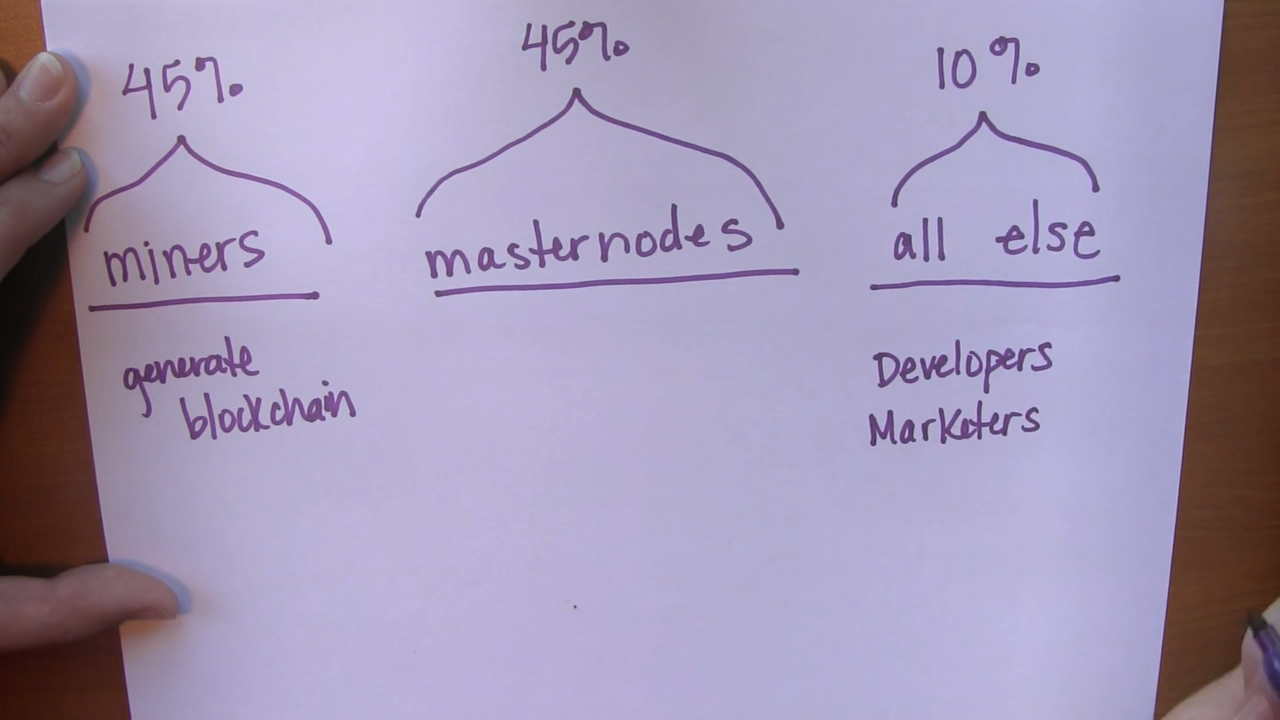 45%
45%
10%
miners
masternodes
all else
generate
blockchain
Developers
Marketers